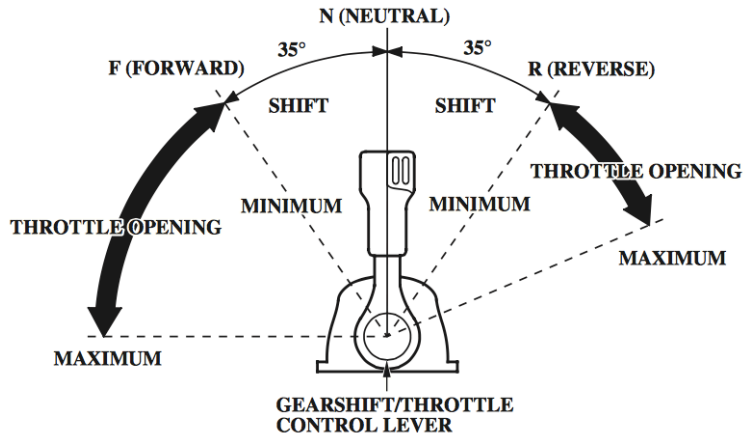 N (NEUTRAL)
35°
35°
F (FORWARD)
R (REVERSE)
SHIFT
SHIFT
THROTTLE OPENING
MINIMUM
MINIMUM
THROTTLE OPENING
MAXIMUM
MAXIMUM
GEARSHIFT/THROTTLE
CONTROL LEVER